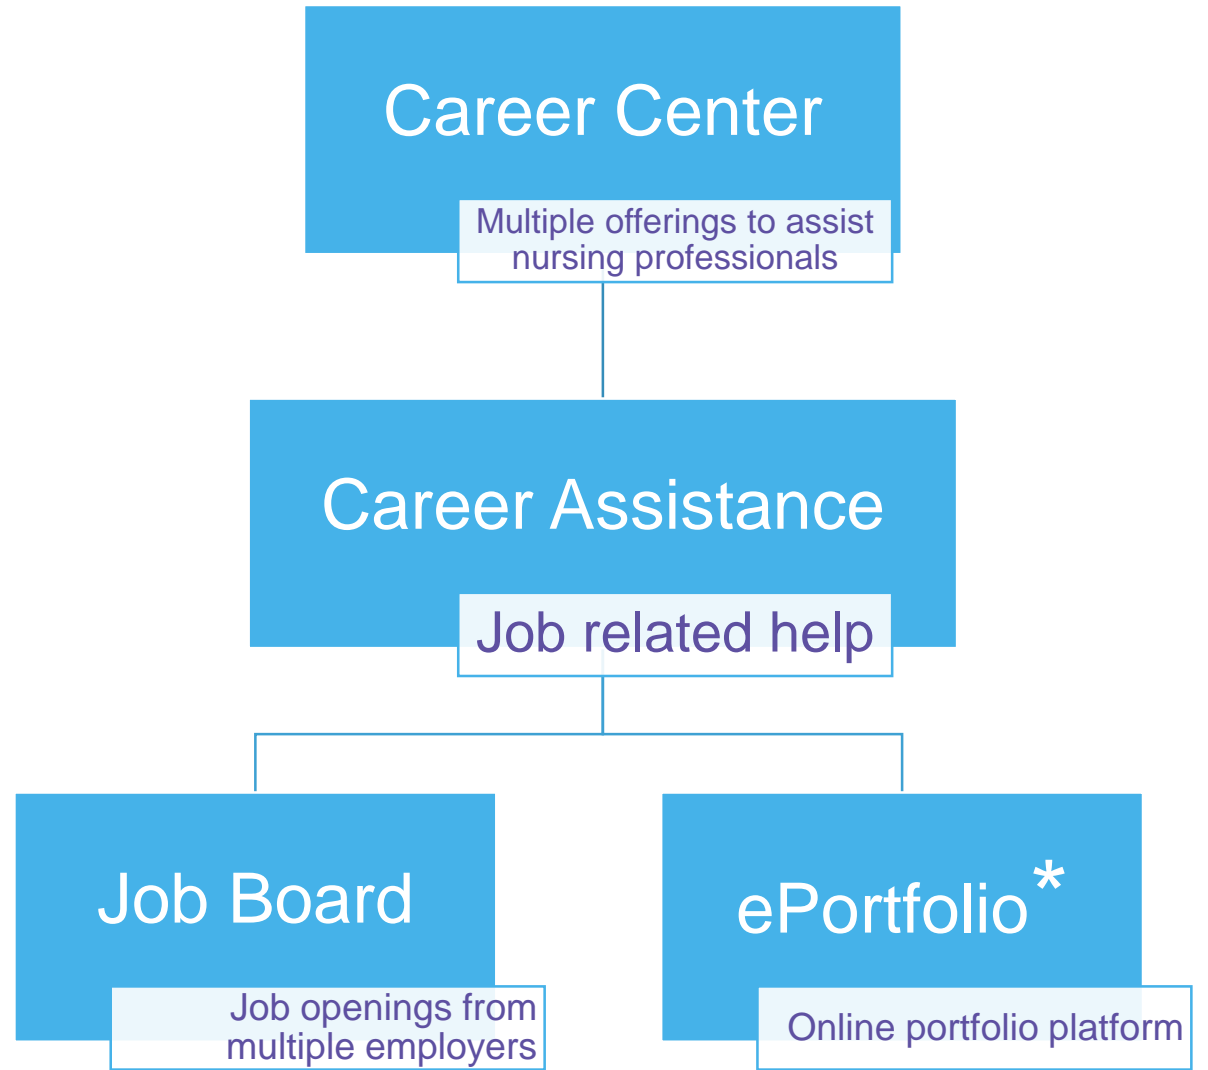 Career Center
Multiple offerings to assist
nursing professionals
Career Assistance
Job related help
Job Board
Job openings from
multiple employers
ePortfolio*
Online portfolio platform